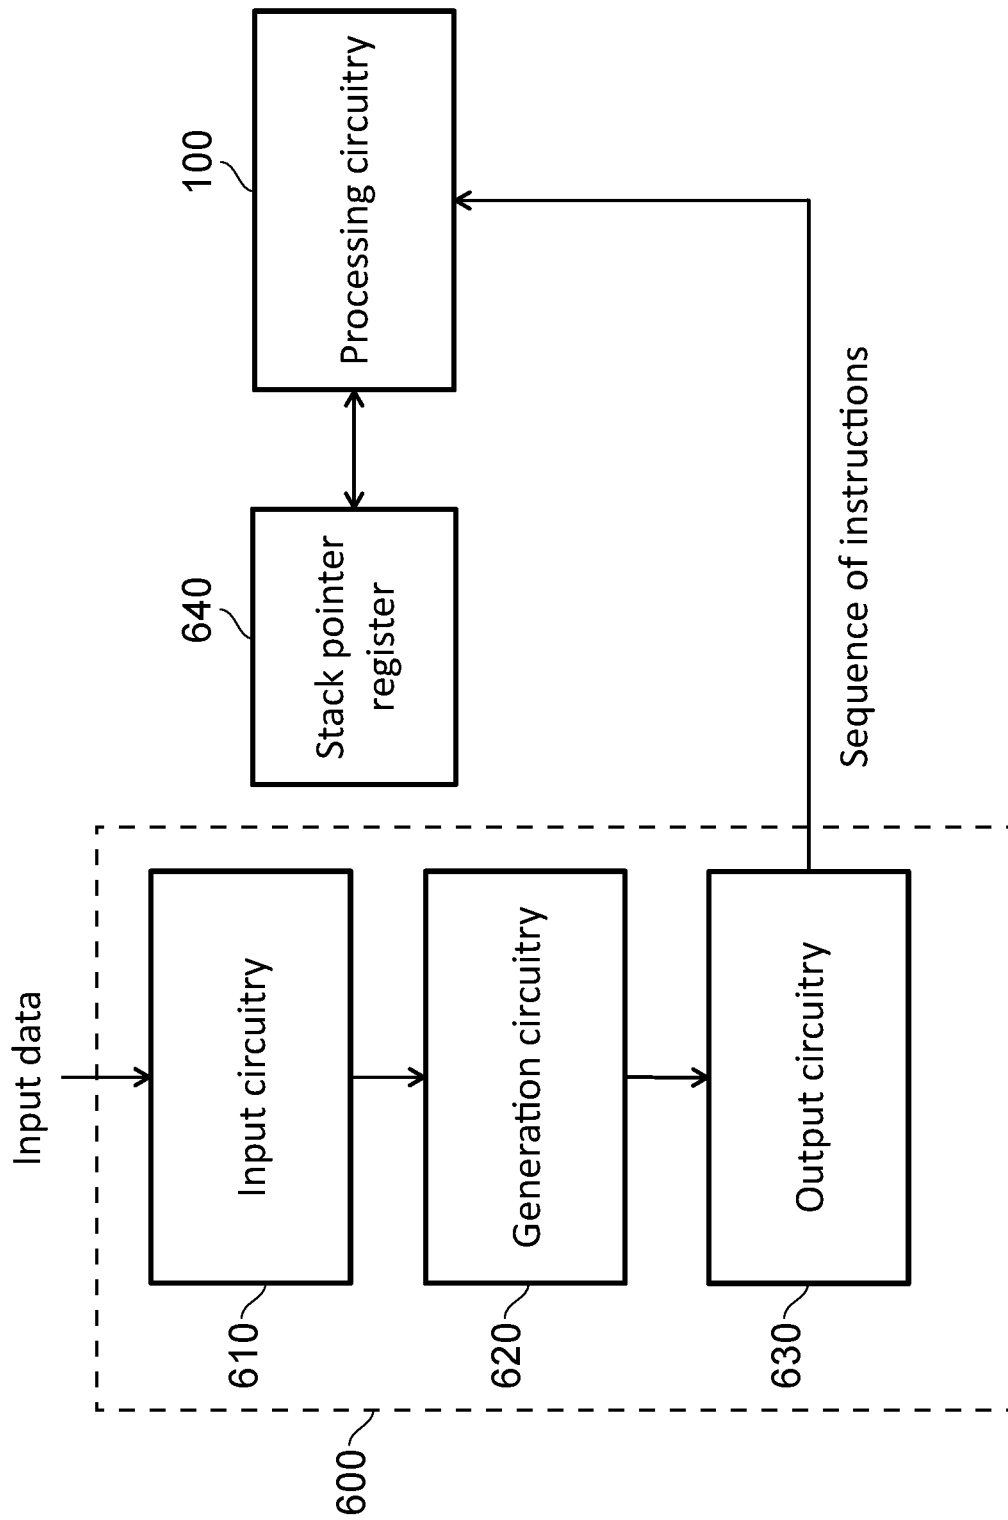 Input data
600
610
Input circuitry
620
Generation circuitry
630
Output circuitry
640
Stack pointer
register
100
Processing circuitry
Sequence of instructions